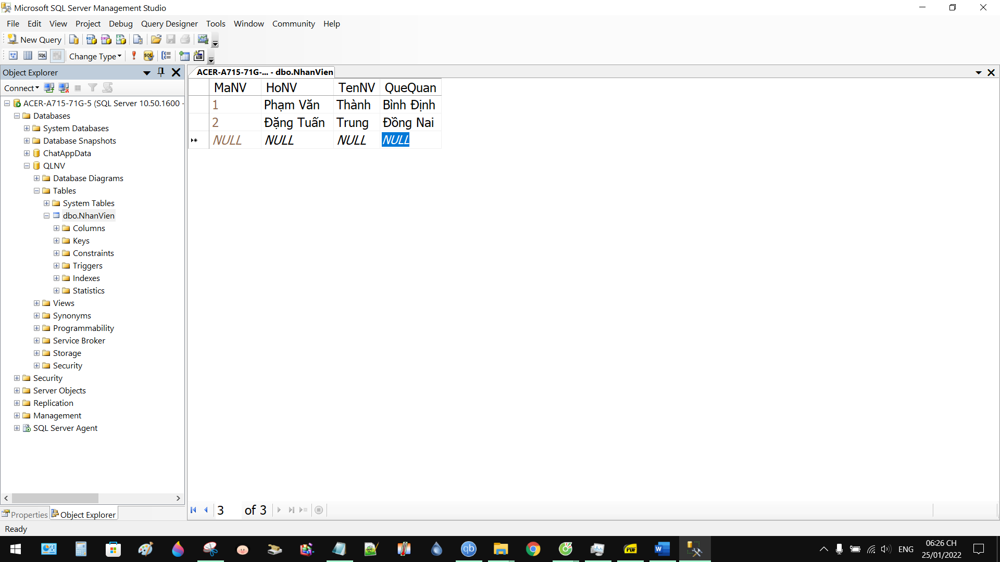 Microsoft SQL Server Management Studio
File Edit View Project Debug Query Designer Tools Window Community Help
New Query
Change Type
Object Explorer
Connect
ACER-A715-71G-5 (SQL Server 10.50.1600 -
Databases
System Databases
Database Snapshots
ChatAppData
QLNV
Database Diagrams
Tables
System Tables
dbo.NhanVien
Columns
Keys
Constraints
Triggers
Indexes
Statistics
Views
Synonyms
Programmability
Service Broker
Storage
Security
Security
Server Objects
Replication
Management
SQL Server Agent
Properties
Object Explorer
ACER-A715-71G-... - dbo.NhanVien
MaNV HoNV TenNV QueQuan
1 Phạm Văn Thành Bình Định
2 Đặng Tuấn Trung Đồng Nai
NULL NULL NULL NULL
3 of 3
Ready
ENG
06:26 CH
25/01/2022